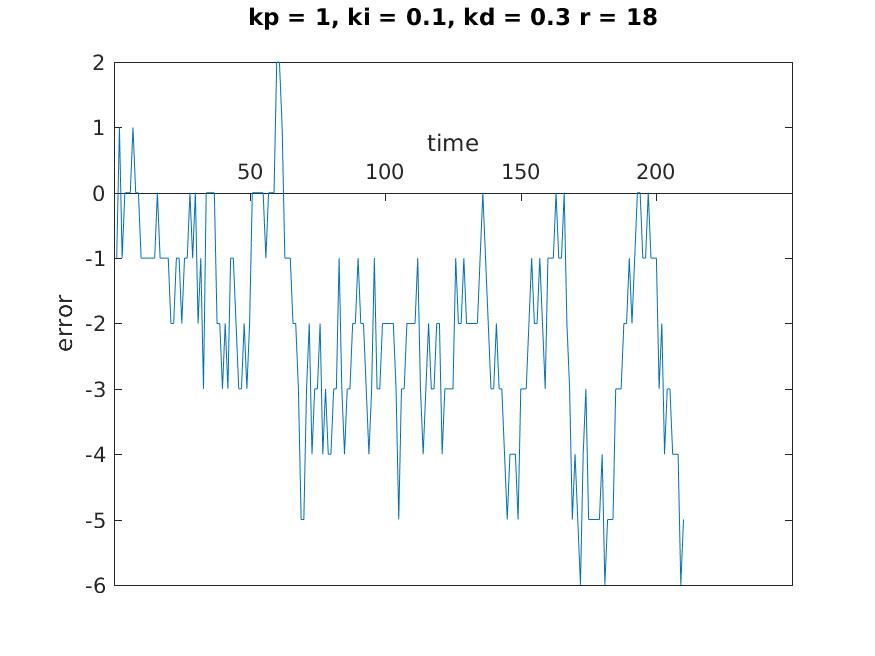 kp = 1, ki = 0.1, kd = 0.3 r = 18
2
1
time
50 100 150 200
0
-1
-2
error
-3
-4
-5
-6